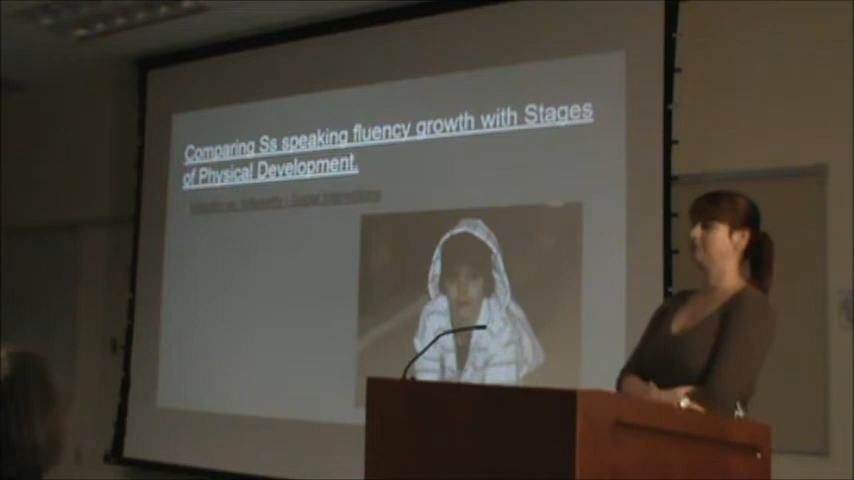 Comparing Ss speaking fluency growth with Stages
of Physical Development.